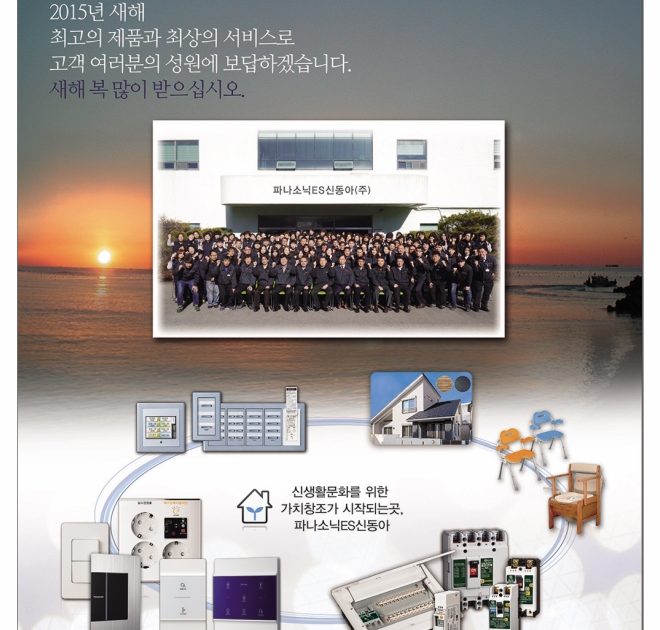 2015년 새해
최고의 제품과 최상의 서비스로
고객 여러분의 성원에 보답하겠습니다.
새해 복 많이 받으십시오.
파나소닉ES신동아(주)
신생활문화를 위한
가치창조가 시작되는곳,
파나소닉ES신동아